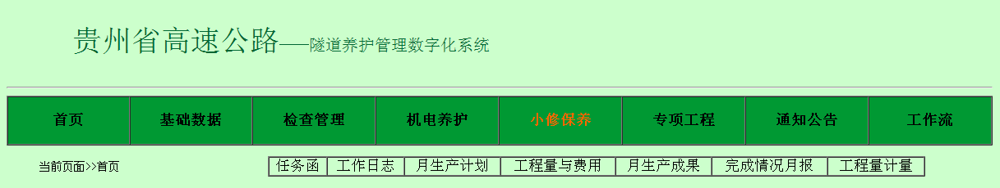 贵州省高速公路——隧道养护管理数字化系统
首页 基础数据 检查管理 机电养护 小修保养 专项工程 通知公告 工作流
当前页面>>首页 任务函 工作日志 月生产计划 工程量与费用 月生产成果 完成情况月报 工程量计量